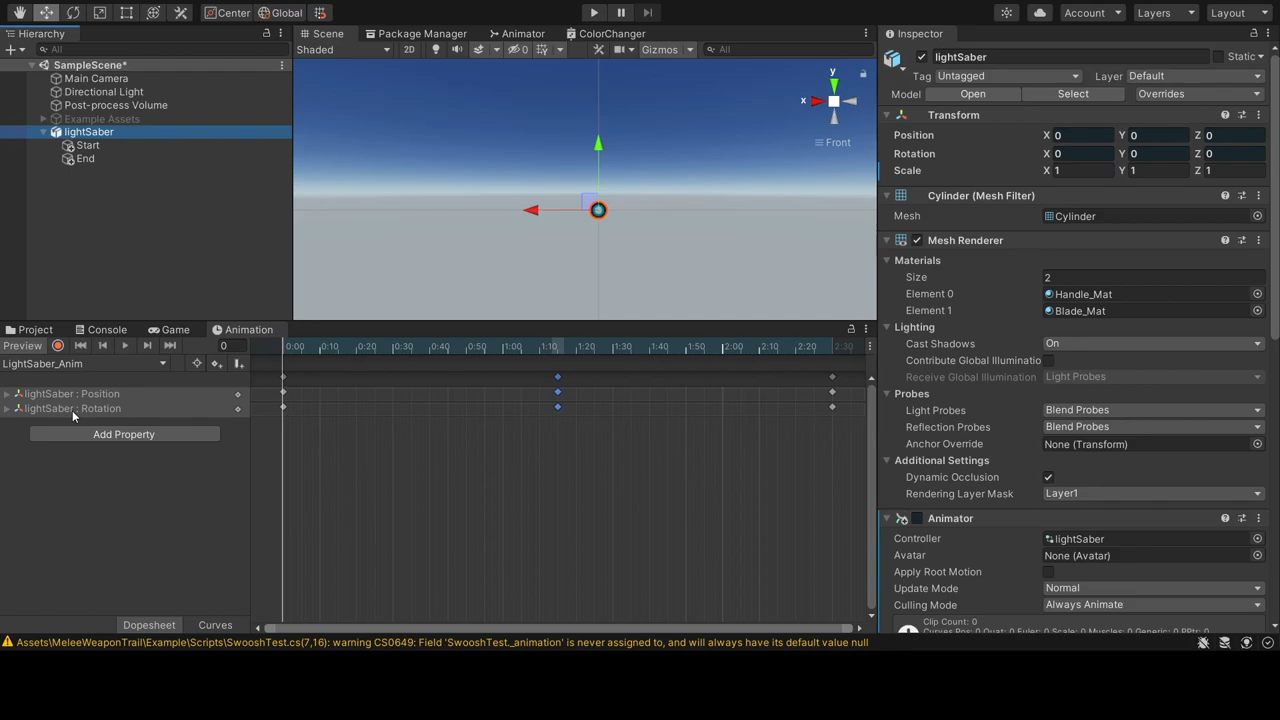 Center Global Account Layers Layout
Hierarchy Scene Package Manager Animator ColorChanger Inspector
All Shaded 2D 0 Gizmos All
SampleScene*
Main Camera
Directional Light
Post-process Volume
Example Assets
lightSaber
Start
End
y
x
Front
lightSaber Static
Tag Untagged Layer Default
Model Open Select Overrides
Transform
Position X 0 Y 0 Z 0
Rotation X 0 Y 0 Z 0
Scale X 1 Y 1 Z 1
Cylinder (Mesh Filter)
Mesh Cylinder
Mesh Renderer
Materials
Size 2
Element 0 Handle_Mat
Element 1 Blade_Mat
Lighting
Cast Shadows On
Contribute Global Illuminatio
Receive Global Illumination Light Probes
Probes
Light Probes Blend Probes
Reflection Probes Blend Probes
Anchor Override None (Transform)
Additional Settings
Dynamic Occlusion
Rendering Layer Mask Layer1
Animator
Controller lightSaber
Avatar None (Avatar)
Apply Root Motion
Update Mode Normal
Culling Mode Always Animate
Clip Count: 0
Project Console Game Animation
Preview 0 0:00 0:10 0:20 0:30 0:40 0:50 1:00 1:10 1:20 1:30 1:40 1:50 2:00 2:10 2:20 2:30
LightSaber_Anim
lightSaber : Position
lightSaber : Rotation
Add Property
Dopesheet Curves
Assets\MeleeWeaponTrail\Example\Scripts\SwooshTest.cs(7,16): warning CS0649: Field 'SwooshTest._animation' is never assigned to, and will always have its default value null